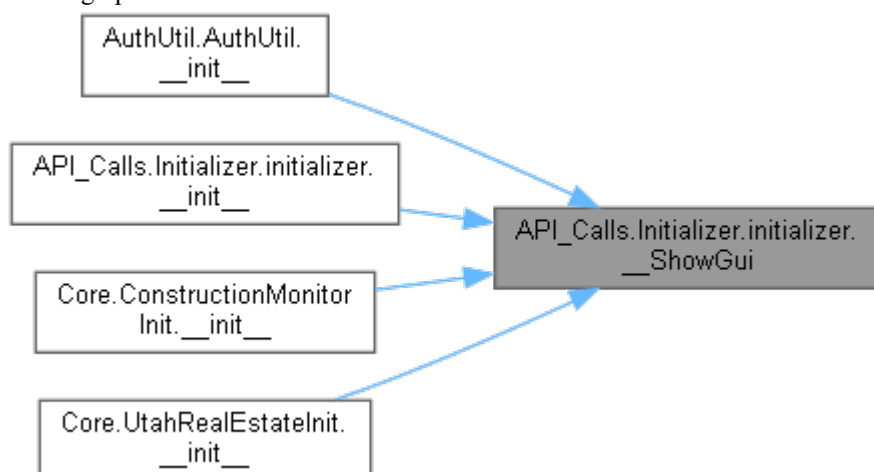 AuthUtil.AuthUtil.
__init__
API_Calls.Initializer.initializer.
__init__
API_Calls.Initializer.initializer.
__ShowGui
Core.ConstructionMonitor
Init.__init__
Core.UtahRealEstateInit.
__init__